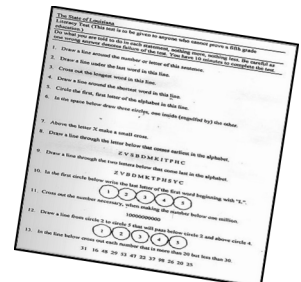 The State of Louisiana
Literacy Test (This test is to be given to anyone who cannot prove a fifth grade
education.)
Do what you are told to do in each statement, nothing more, nothing less. Be careful as
one wrong answer denotes failure of the test. You have 10 minutes to complete the test.
1. Draw a line around the number or letter of this sentence.
2. Draw a line under the last word in this line.
3. Cross out the longest word in this line.
4. Draw a line around the shortest word in this line.
5. Circle the first, first letter of the alphabet in this line.
6. In the space below draw three circles, one inside (engulfed by) the other.
7. Above the letter X make a small cross.
8. Draw a line through the letter below that comes earliest in the alphabet.
Z V S B D M K I T P H C
9. Draw a line through the two letters below that come last in the alphabet.
Z V B D M K T P H S Y C
10. In the first circle below write the last letter of the first word beginning with "L".
1 2 3 4 5
11. Cross out the number necessary, when making the number below one million.
10000000000
12. Draw a line from circle 2 to circle 5 that will pass below circle 2 and above circle 4.
1 2 3 4 5
13. In the line below cross out each number that is more than 20 but less than 30.
31 16 48 29 53 47 22 37 98 26 20 25